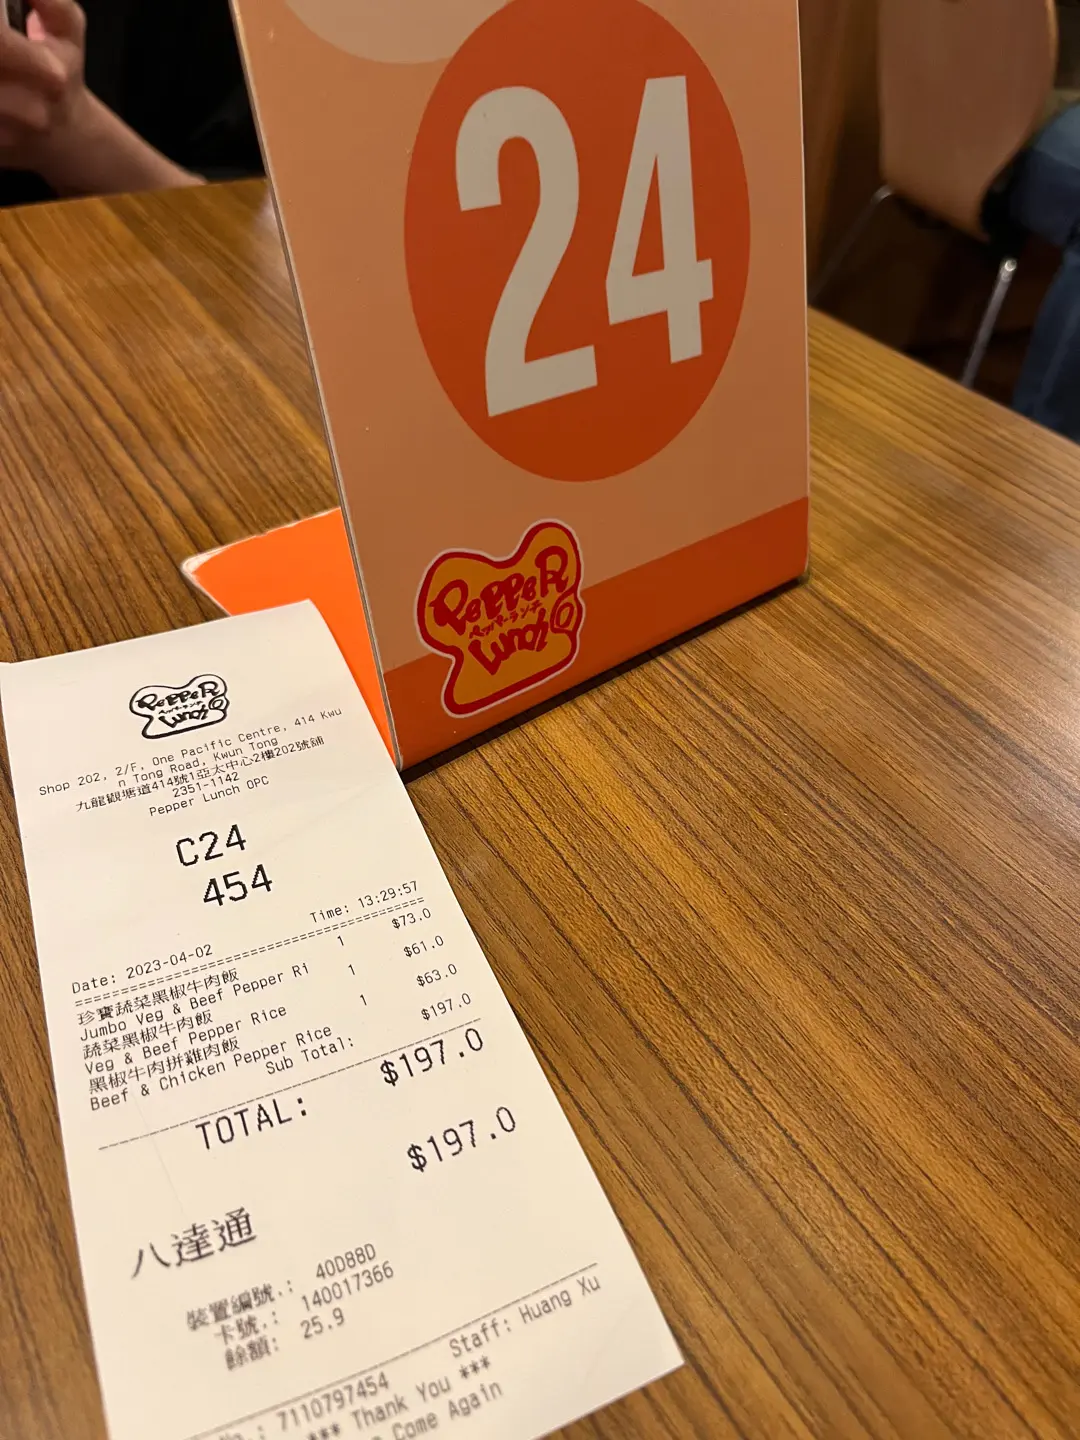 24
PEPPER
ペッパーランチ
Lunch
PEPPER
ペッパーランチ
Lunch
Shop 202, 2/F, One Pacific Centre, 414 Kwu
n Tong Road, Kwun Tong
九龍觀塘道414號1亞太中心2樓202號舖
2351-1142
Pepper Lunch OPC
C24
454
Date: 2023-04-02 Time: 13:29:57
珍寶蔬菜黑椒牛肉飯 1 $73.0
Jumbo Veg & Beef Pepper Ri
蔬菜黑椒牛肉飯 1 $61.0
Veg & Beef Pepper Rice
黑椒牛肉拼雞肉飯 1 $63.0
Beef & Chicken Pepper Rice
Sub Total: $197.0
TOTAL: $197.0
八達通 $197.0
裝置編號.: 40D88D
卡號.: 140017366
餘額: 25.9
Staff: Huang Xu
No.: 7110797454
*** Thank You ***
Come Again